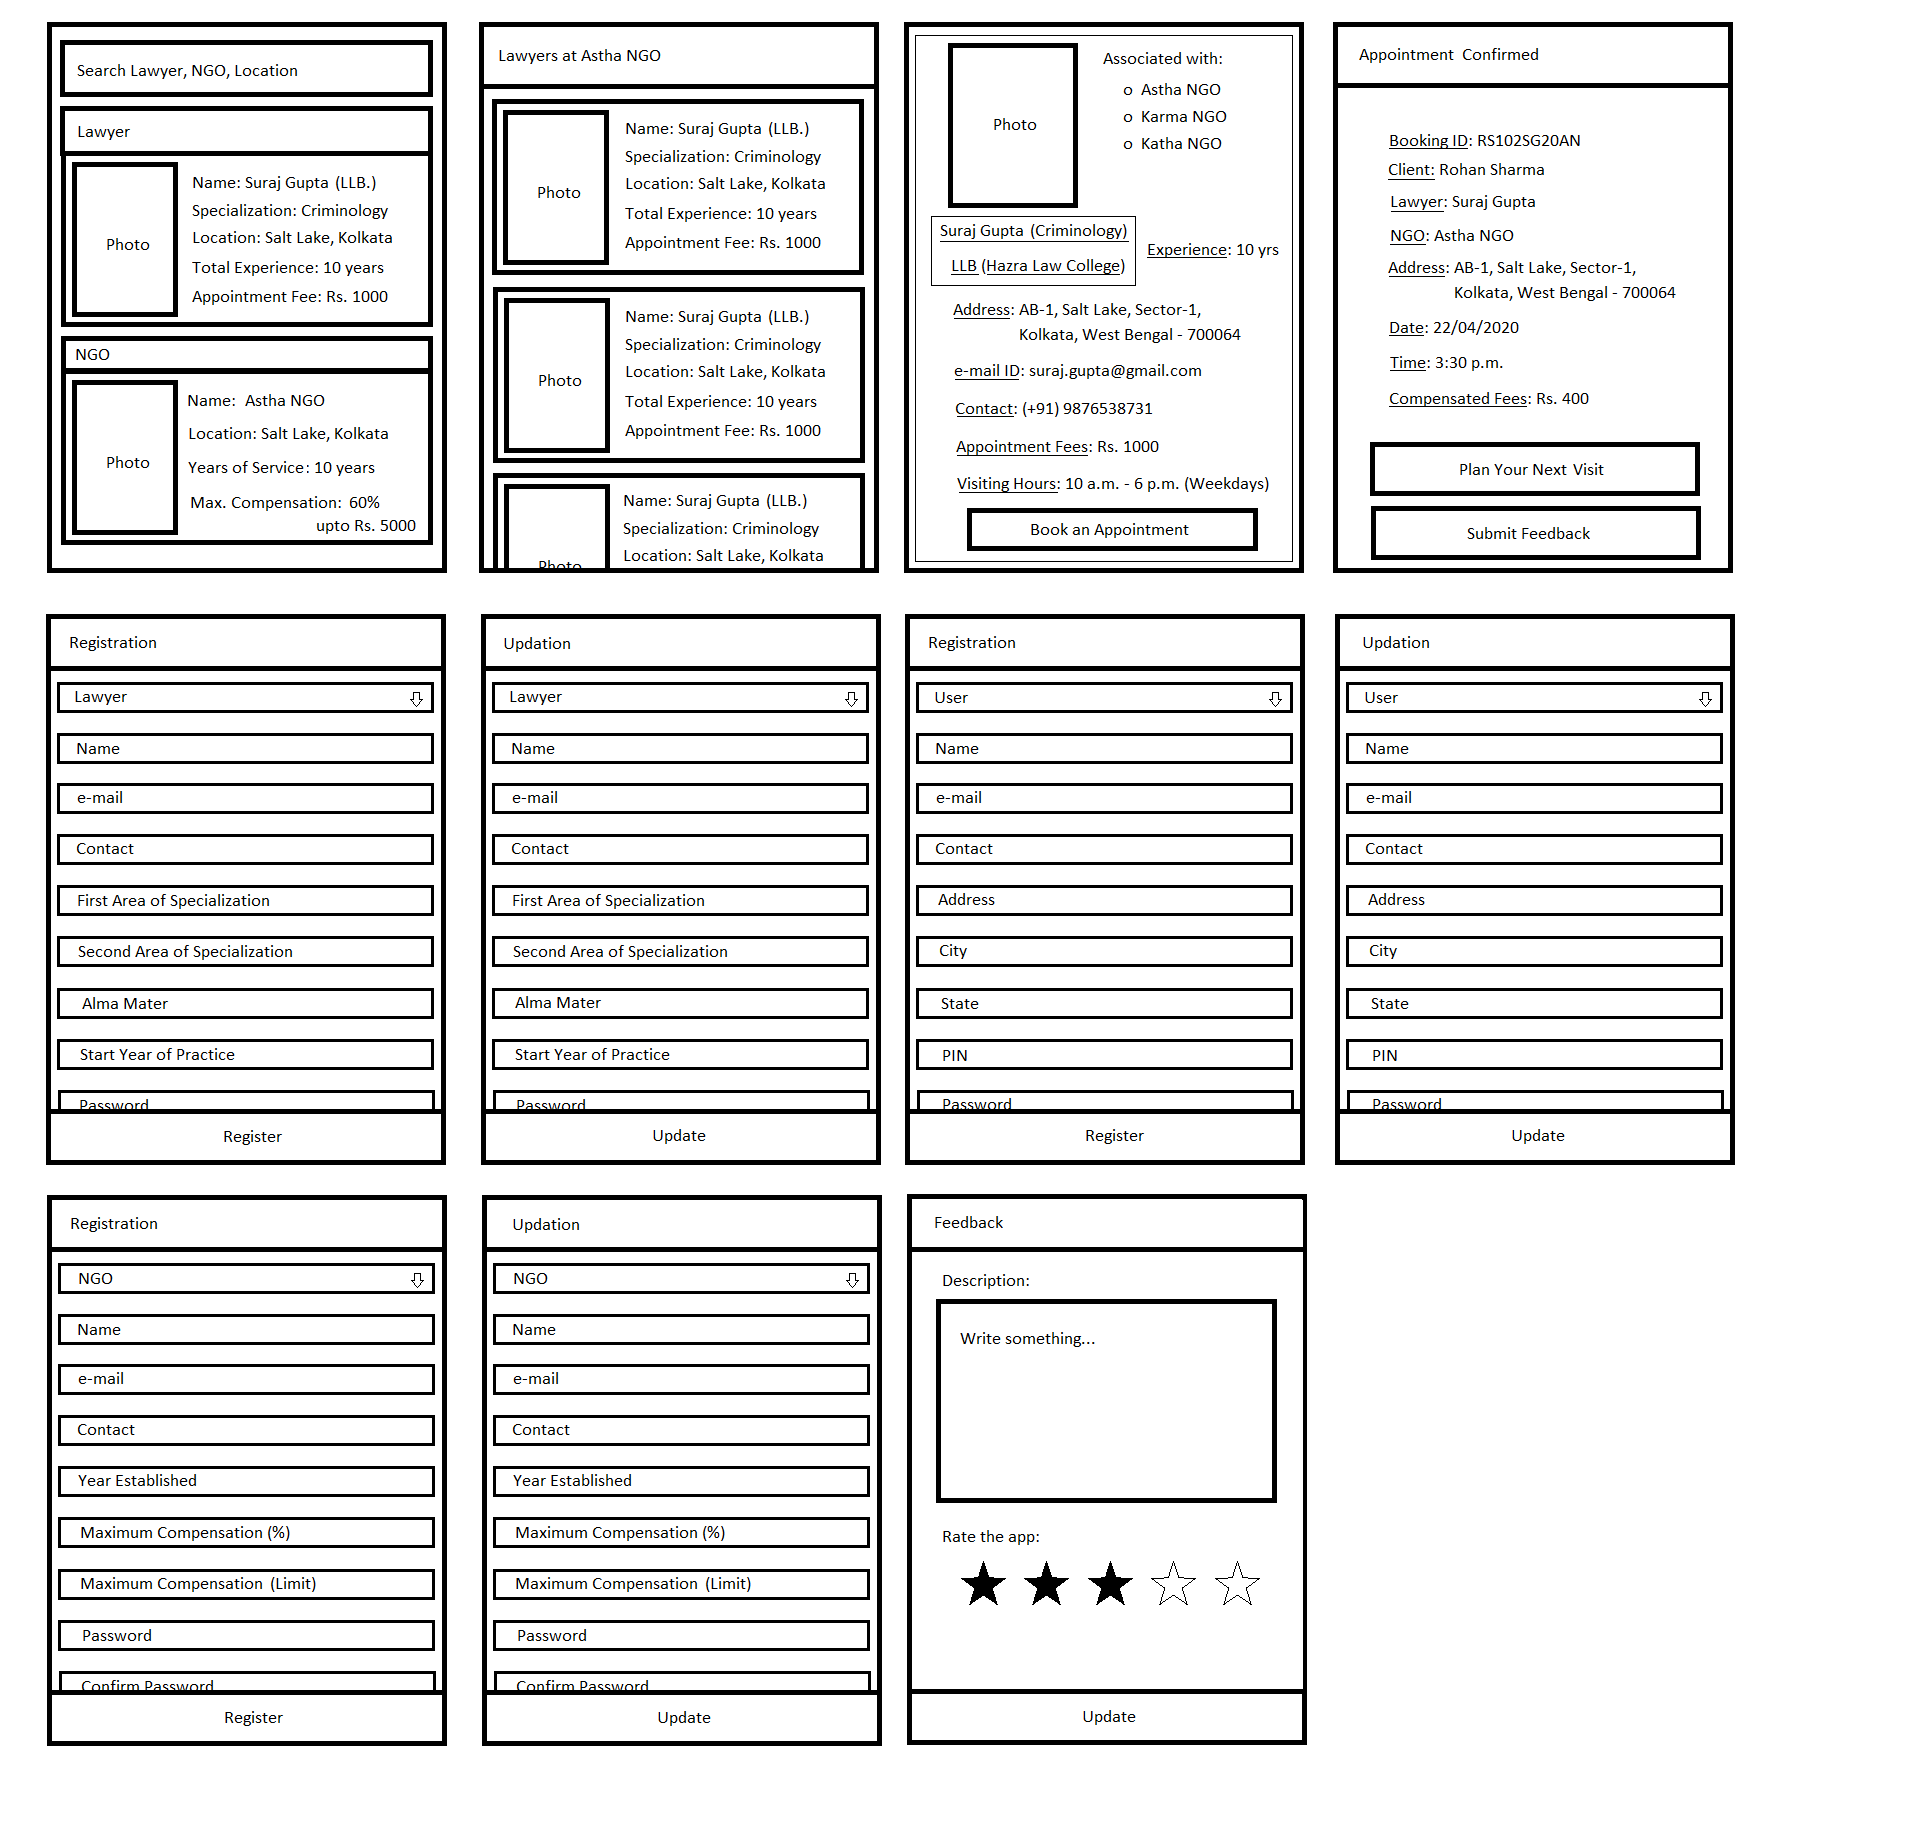 Search Lawyer, NGO, Location
Lawyer
Photo
Name: Suraj Gupta (LLB.)
Specialization: Criminology
Location: Salt Lake, Kolkata
Total Experience: 10 years
Appointment Fee: Rs. 1000
NGO
Photo
Name: Astha NGO
Location: Salt Lake, Kolkata
Years of Service: 10 years
Max. Compensation: 60%
upto Rs. 5000
Lawyers at Astha NGO
Photo
Name: Suraj Gupta (LLB.)
Specialization: Criminology
Location: Salt Lake, Kolkata
Total Experience: 10 years
Appointment Fee: Rs. 1000
Photo
Name: Suraj Gupta (LLB.)
Specialization: Criminology
Location: Salt Lake, Kolkata
Total Experience: 10 years
Appointment Fee: Rs. 1000
Photo
Name: Suraj Gupta (LLB.)
Specialization: Criminology
Location: Salt Lake, Kolkata
Photo
Associated with:
o Astha NGO
o Karma NGO
o Katha NGO
Suraj Gupta (Criminology)
LLB (Hazra Law College)
Experience: 10 yrs
Address: AB-1, Salt Lake, Sector-1,
Kolkata, West Bengal - 700064
e-mail ID: suraj.gupta@gmail.com
Contact: (+91) 9876538731
Appointment Fees: Rs. 1000
Visiting Hours: 10 a.m. - 6 p.m. (Weekdays)
Book an Appointment
Appointment Confirmed
Booking ID: RS102SG20AN
Client: Rohan Sharma
Lawyer: Suraj Gupta
NGO: Astha NGO
Address: AB-1, Salt Lake, Sector-1,
Kolkata, West Bengal - 700064
Date: 22/04/2020
Time: 3:30 p.m.
Compensated Fees: Rs. 400
Plan Your Next Visit
Submit Feedback
Registration
Lawyer
Name
e-mail
Contact
First Area of Specialization
Second Area of Specialization
Alma Mater
Start Year of Practice
Password
Register
Updation
Lawyer
Name
e-mail
Contact
First Area of Specialization
Second Area of Specialization
Alma Mater
Start Year of Practice
Password
Update
Registration
User
Name
e-mail
Contact
Address
City
State
PIN
Password
Register
Updation
User
Name
e-mail
Contact
Address
City
State
PIN
Password
Update
Registration
NGO
Name
e-mail
Contact
Year Established
Maximum Compensation (%)
Maximum Compensation (Limit)
Password
Confirm Password
Register
Updation
NGO
Name
e-mail
Contact
Year Established
Maximum Compensation (%)
Maximum Compensation (Limit)
Password
Confirm Password
Update
Feedback
Description:
Write something...
Rate the app:
Update